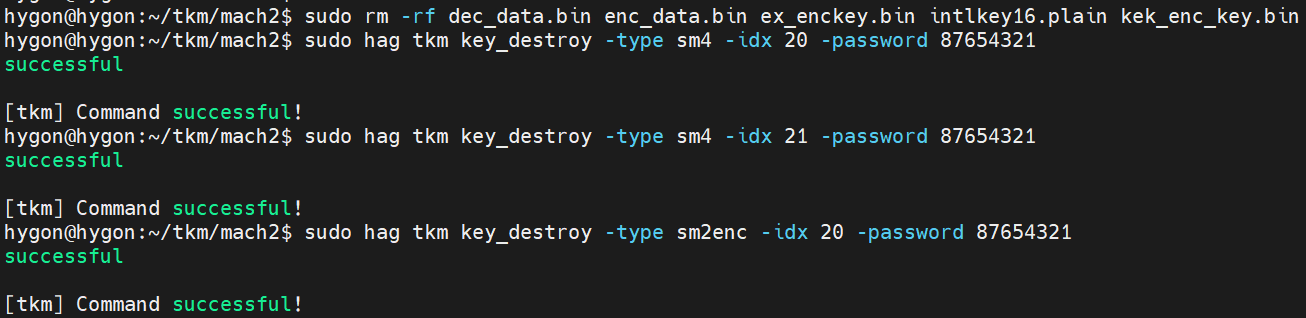 hygon@hygon:~/tkm/mach2$ sudo rm -rf dec_data.bin enc_data.bin ex_enckey.bin intlkey16.plain kek_enc_key.bin
hygon@hygon:~/tkm/mach2$ sudo hag tkm key_destroy -type sm4 -idx 20 -password 87654321
successful
[tkm] Command successful!
hygon@hygon:~/tkm/mach2$ sudo hag tkm key_destroy -type sm4 -idx 21 -password 87654321
successful
[tkm] Command successful!
hygon@hygon:~/tkm/mach2$ sudo hag tkm key_destroy -type sm2enc -idx 20 -password 87654321
successful
[tkm] Command successful!